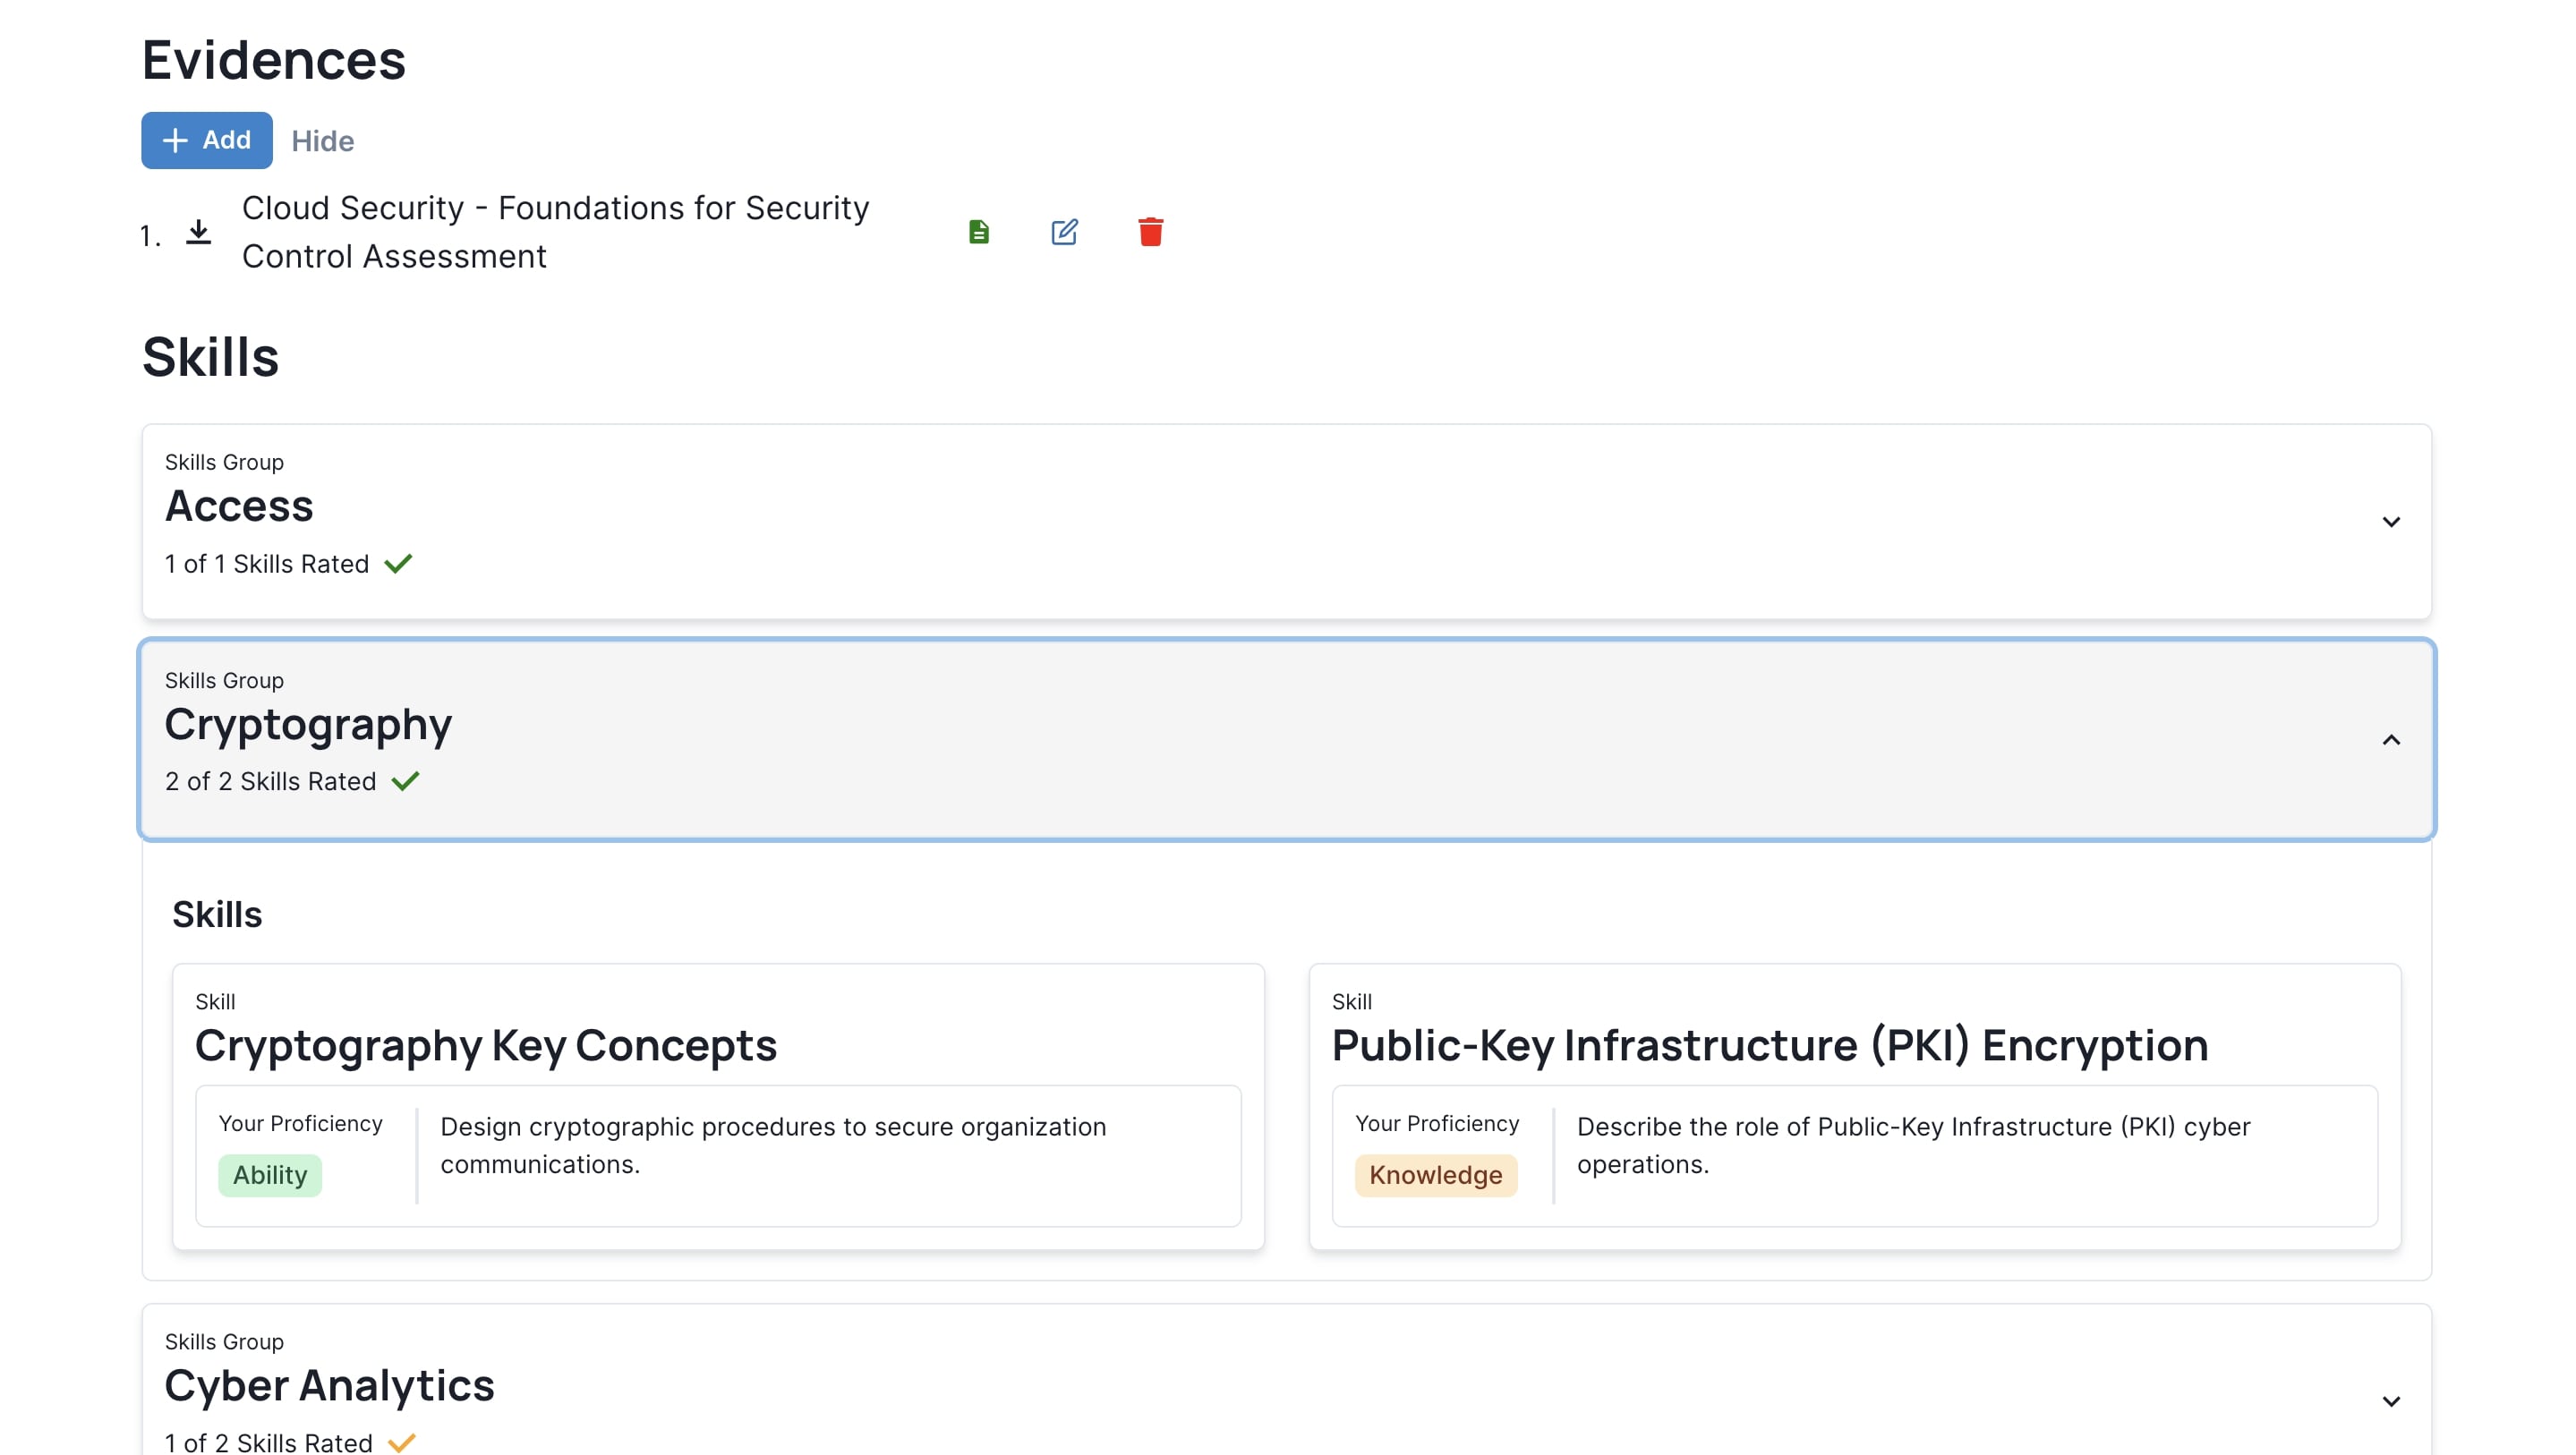 Evidences
Add Hide
1. Cloud Security - Foundations for Security
Control Assessment
Skills
Skills Group
Access
1 of 1 Skills Rated
Skills Group
Cryptography
2 of 2 Skills Rated
Skills
Skill
Cryptography Key Concepts
Your Proficiency
Ability
Design cryptographic procedures to secure organization
communications.
Skill
Public-Key Infrastructure (PKI) Encryption
Your Proficiency
Knowledge
Describe the role of Public-Key Infrastructure (PKI) cyber
operations.
Skills Group
Cyber Analytics
1 of 2 Skills Rated